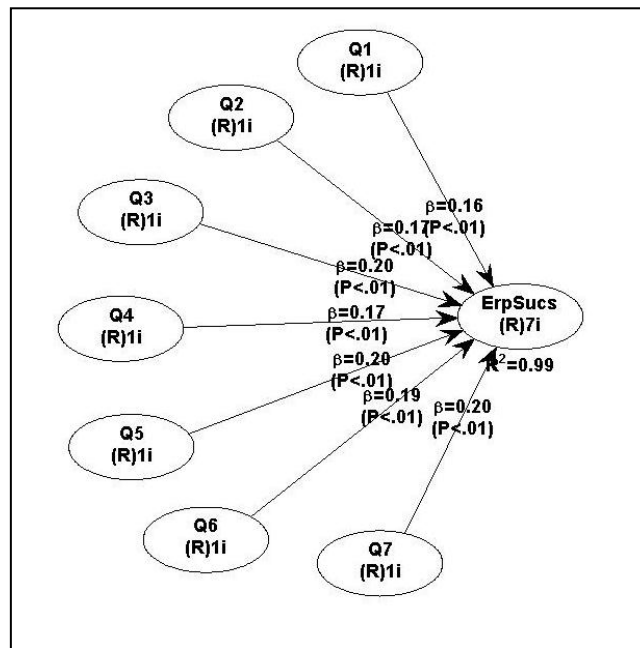 Q1
(R)1i
Q2
(R)1i
Q3
(R)1i
Q4
(R)1i
Q5
(R)1i
Q6
(R)1i
Q7
(R)1i
β=0.16
(P<.01)
β=0.17
(P<.01)
β=0.20
(P<.01)
β=0.17
(P<.01)
β=0.20
(P<.01)
β=0.19
(P<.01)
β=0.20
(P<.01)
ErpSucs
(R)7i
R²=0.99